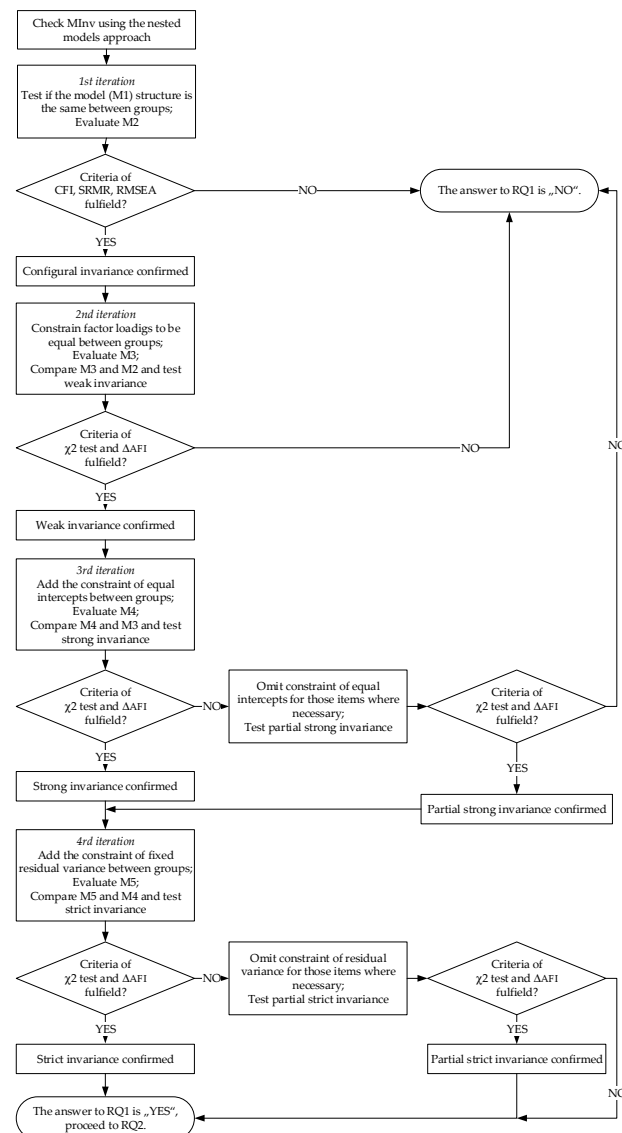 Check MInv using the nested
models approach
1st iteration
Test if the model (M1) structure is
the same between groups;
Evaluate M2
Criteria of
CFI, SRMR, RMSEA
fulfield?
NO
The answer to RQ1 is „NO“.
YES
Configural invariance confirmed
2nd iteration
Constrain factor loadigs to be
equal between groups;
Evaluate M3;
Compare M3 and M2 and test
weak invariance
Criteria of
χ2 test and ΔAFI
fulfield?
NO
NO
YES
Weak invariance confirmed
3rd iteration
Add the constraint of equal
intercepts between groups;
Evaluate M4;
Compare M4 and M3 and test
strong invariance
Criteria of
χ2 test and ΔAFI
fulfield?
NO
Omit constraint of equal
intercepts for those items where
necessary;
Test partial strong invariance
Criteria of
χ2 test and ΔAFI
fulfield?
YES
YES
Strong invariance confirmed
Partial strong invariance confirmed
4rd iteration
Add the constraint of fixed
residual variance between groups;
Evaluate M5;
Compare M5 and M4 and test
strict invariance
Criteria of
χ2 test and ΔAFI
fulfield?
NO
Omit constraint of residual
variance for those items where
necessary;
Test partial strict invariance
Criteria of
χ2 test and ΔAFI
fulfield?
YES
YES
Strict invariance confirmed
Partial strict invariance confirmed
NO
The answer to RQ1 is „YES“,
proceed to RQ2.